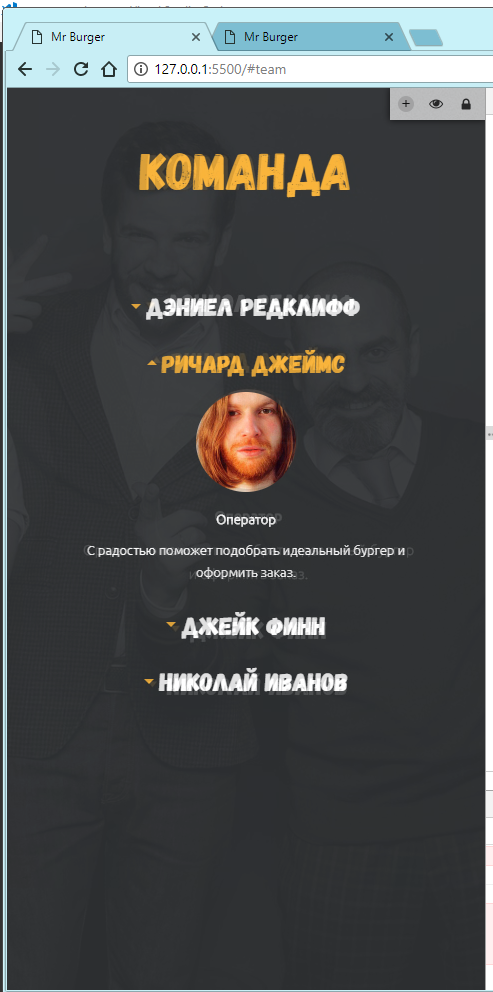 Mr Burger
Mr Burger
127.0.0.1:5500/#team
КОМАНДА
ДЭНИЕЛ РЕДКЛИФФ
РИЧАРД ДЖЕЙМС
Оператор
С радостью поможет подобрать идеальный бургер и
оформить заказ.
ДЖЕЙК ФИНН
НИКОЛАЙ ИВАНОВ